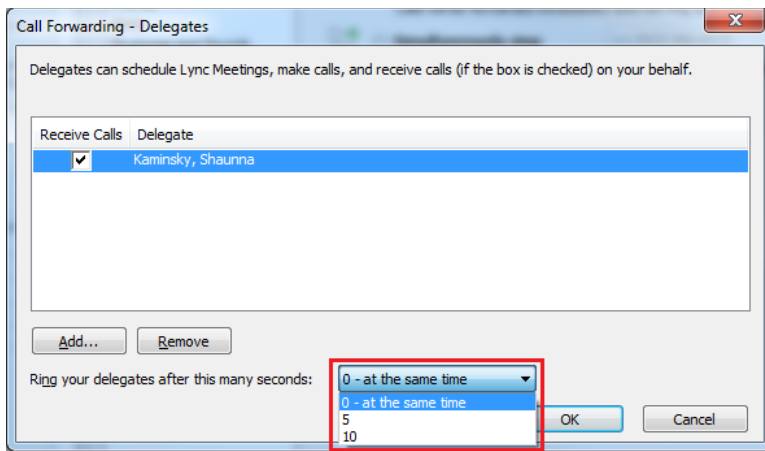 Call Forwarding - Delegates
Delegates can schedule Lync Meetings, make calls, and receive calls (if the box is checked) on your behalf.
Receive Calls Delegate
Kaminsky, Shaunna
Add... Remove
Ring your delegates after this many seconds: 0 - at the same time
0 - at the same time
5
10
OK Cancel